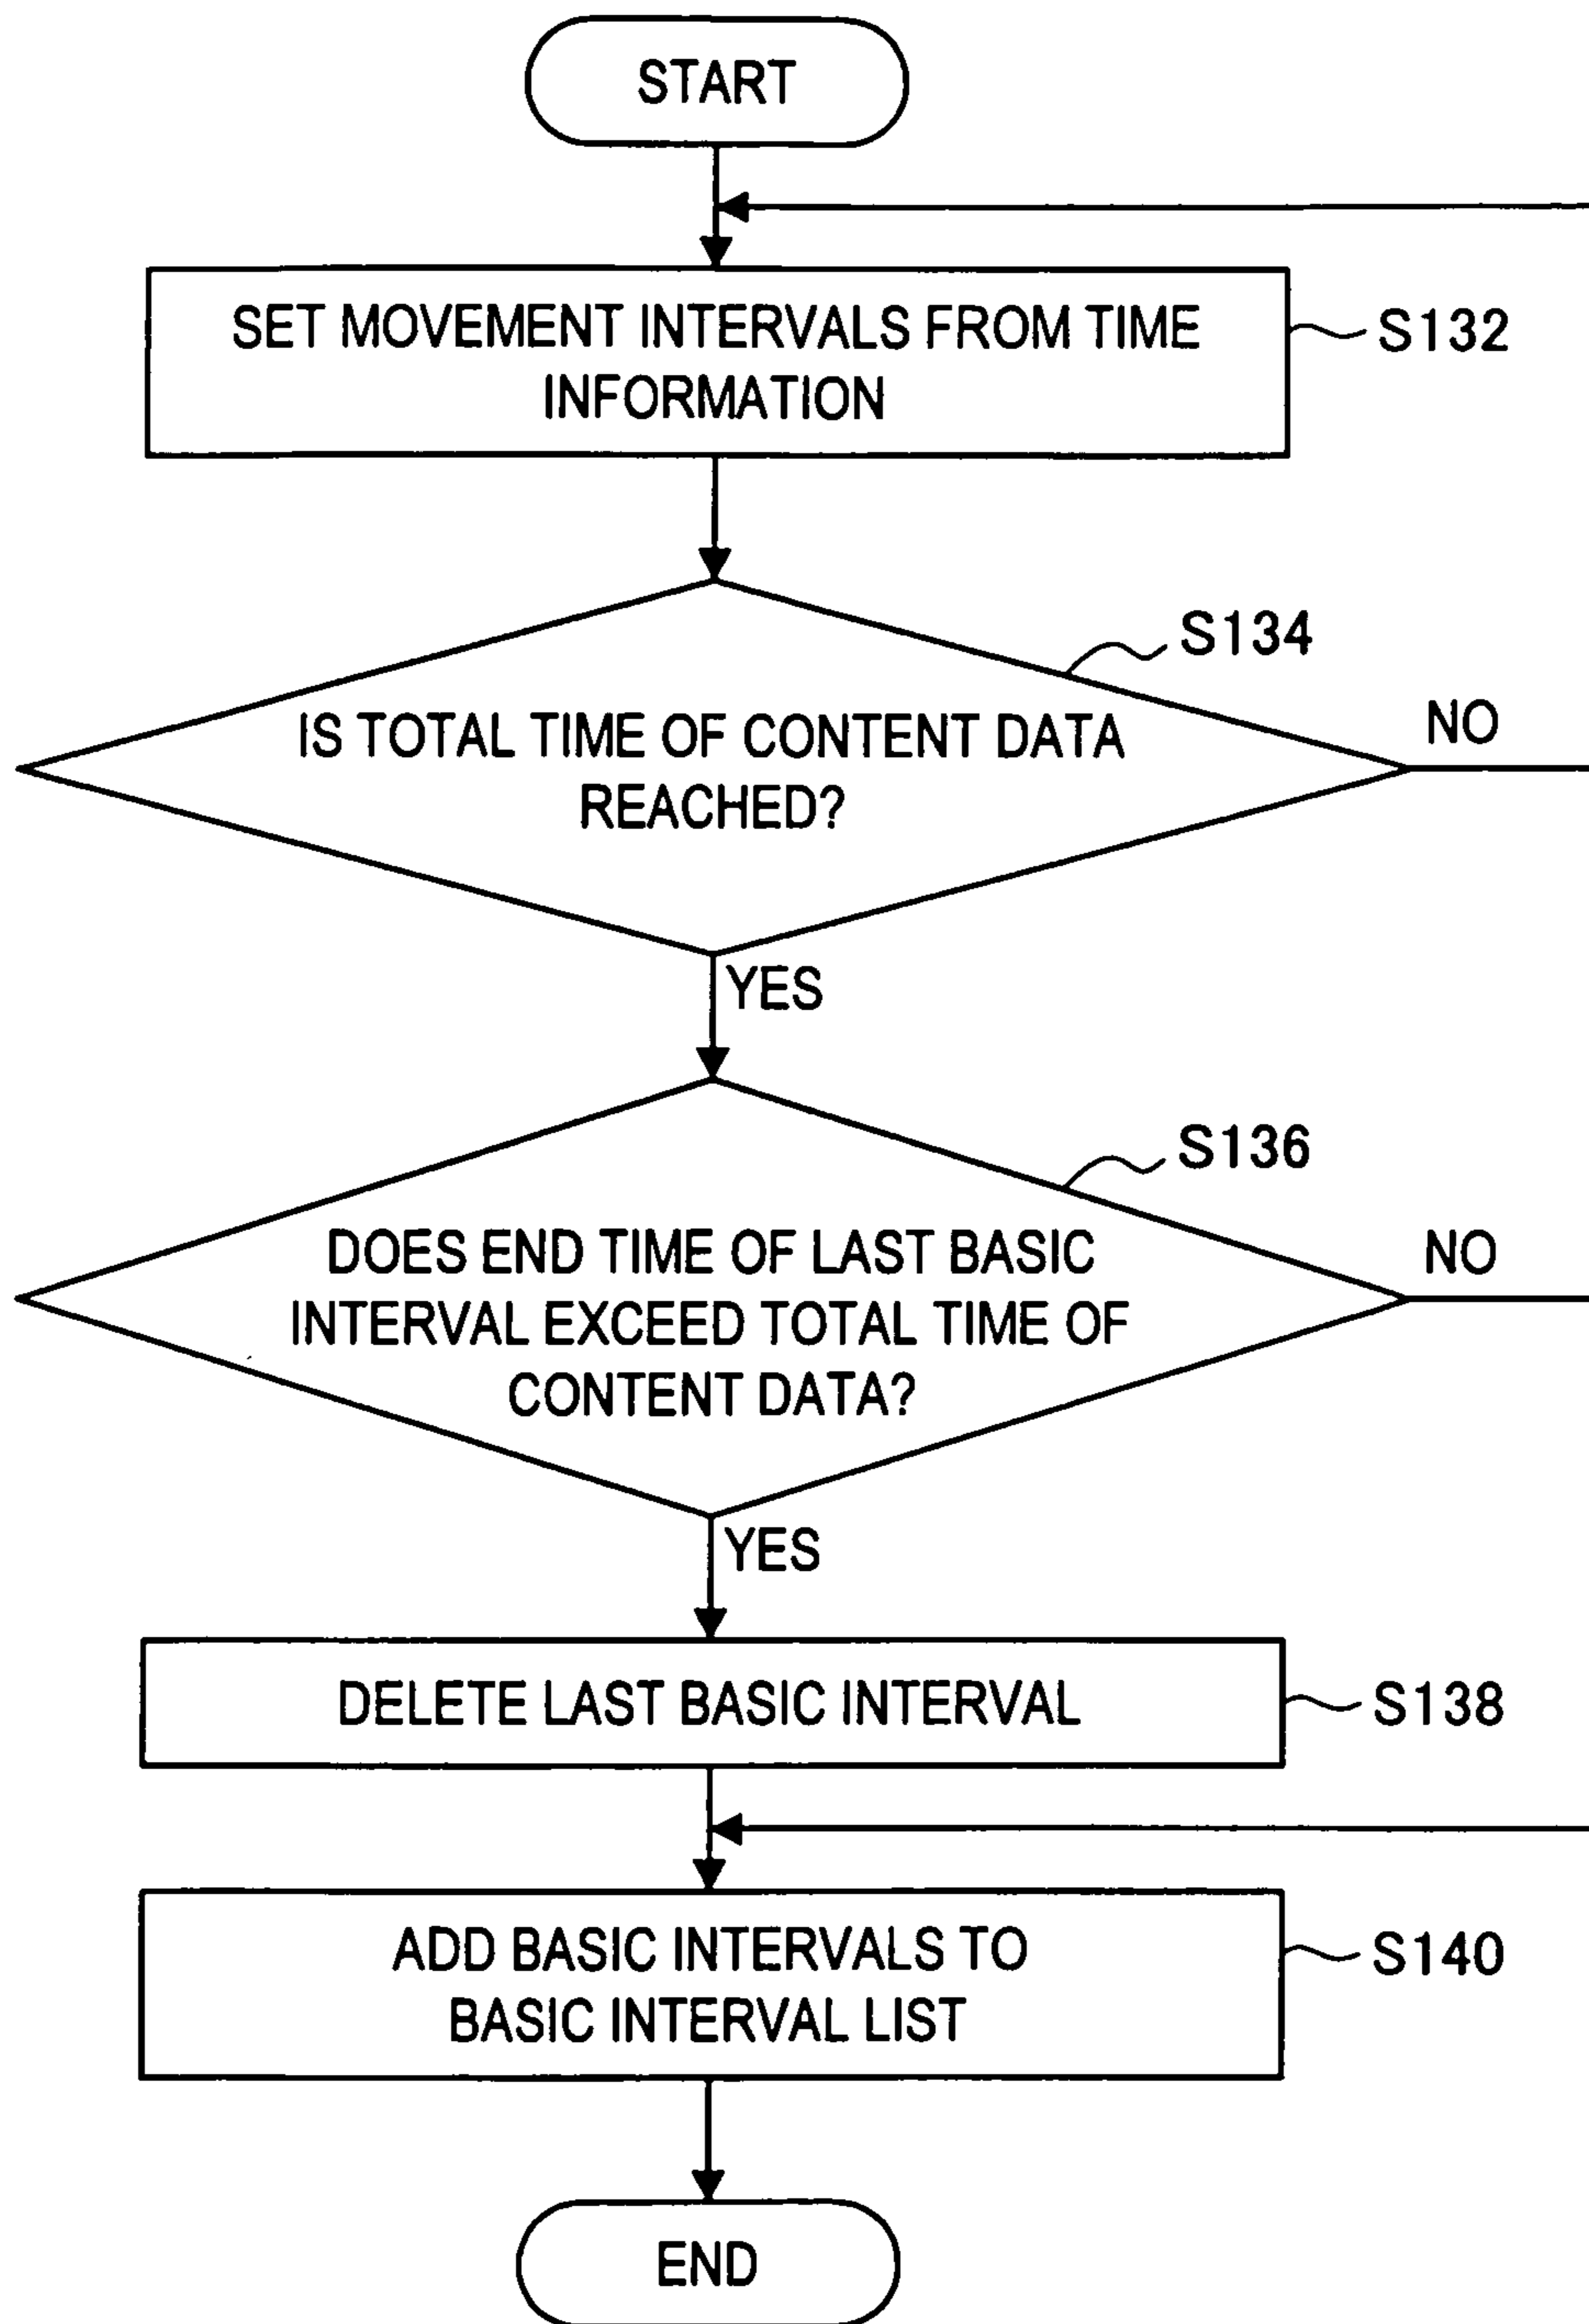 START
SET MOVEMENT INTERVALS FROM TIME
INFORMATION
S132
S134
IS TOTAL TIME OF CONTENT DATA
REACHED?
NO
YES
S136
DOES END TIME OF LAST BASIC
INTERVAL EXCEED TOTAL TIME OF
CONTENT DATA?
NO
YES
DELETE LAST BASIC INTERVAL
S138
ADD BASIC INTERVALS TO
BASIC INTERVAL LIST
S140
END